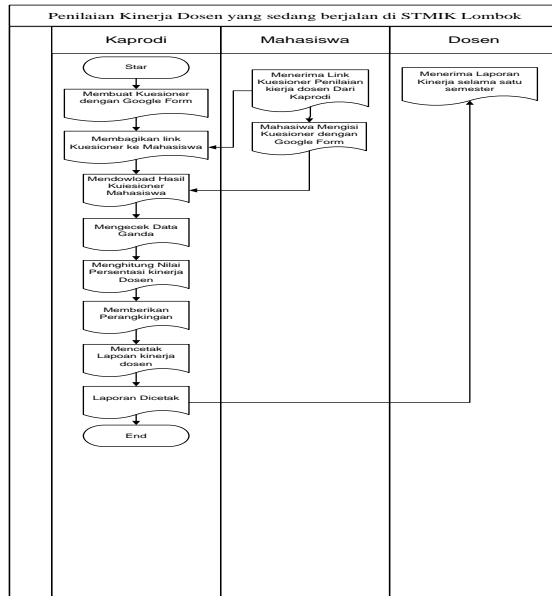 Penilaian Kinerja Dosen yang sedang berjalan di STMIK Lombok
Kaprodi
Mahasiswa
Dosen
Star
Membuat Kuesioner
dengan Google Form
Membagikan link
Kuesioner ke Mahasiswa
Mendowload Hasil
Kuiesioner
Mahasiswa
Mengecek Data
Ganda
Menghitung Nilai
Persentasi kinerja
Dosen
Memberikan
Perangkingan
Mencetak
Lapoan kinerja
dosen
Laporan Dicetak
End
Menerima Link
Kuesioner Penilaian
kierja dosen Dari
Kaprodi
Mahasiwa Mengisi
Kuesioner dengan
Google Form
Menerima Laporan
Kinerja selama satu
semester